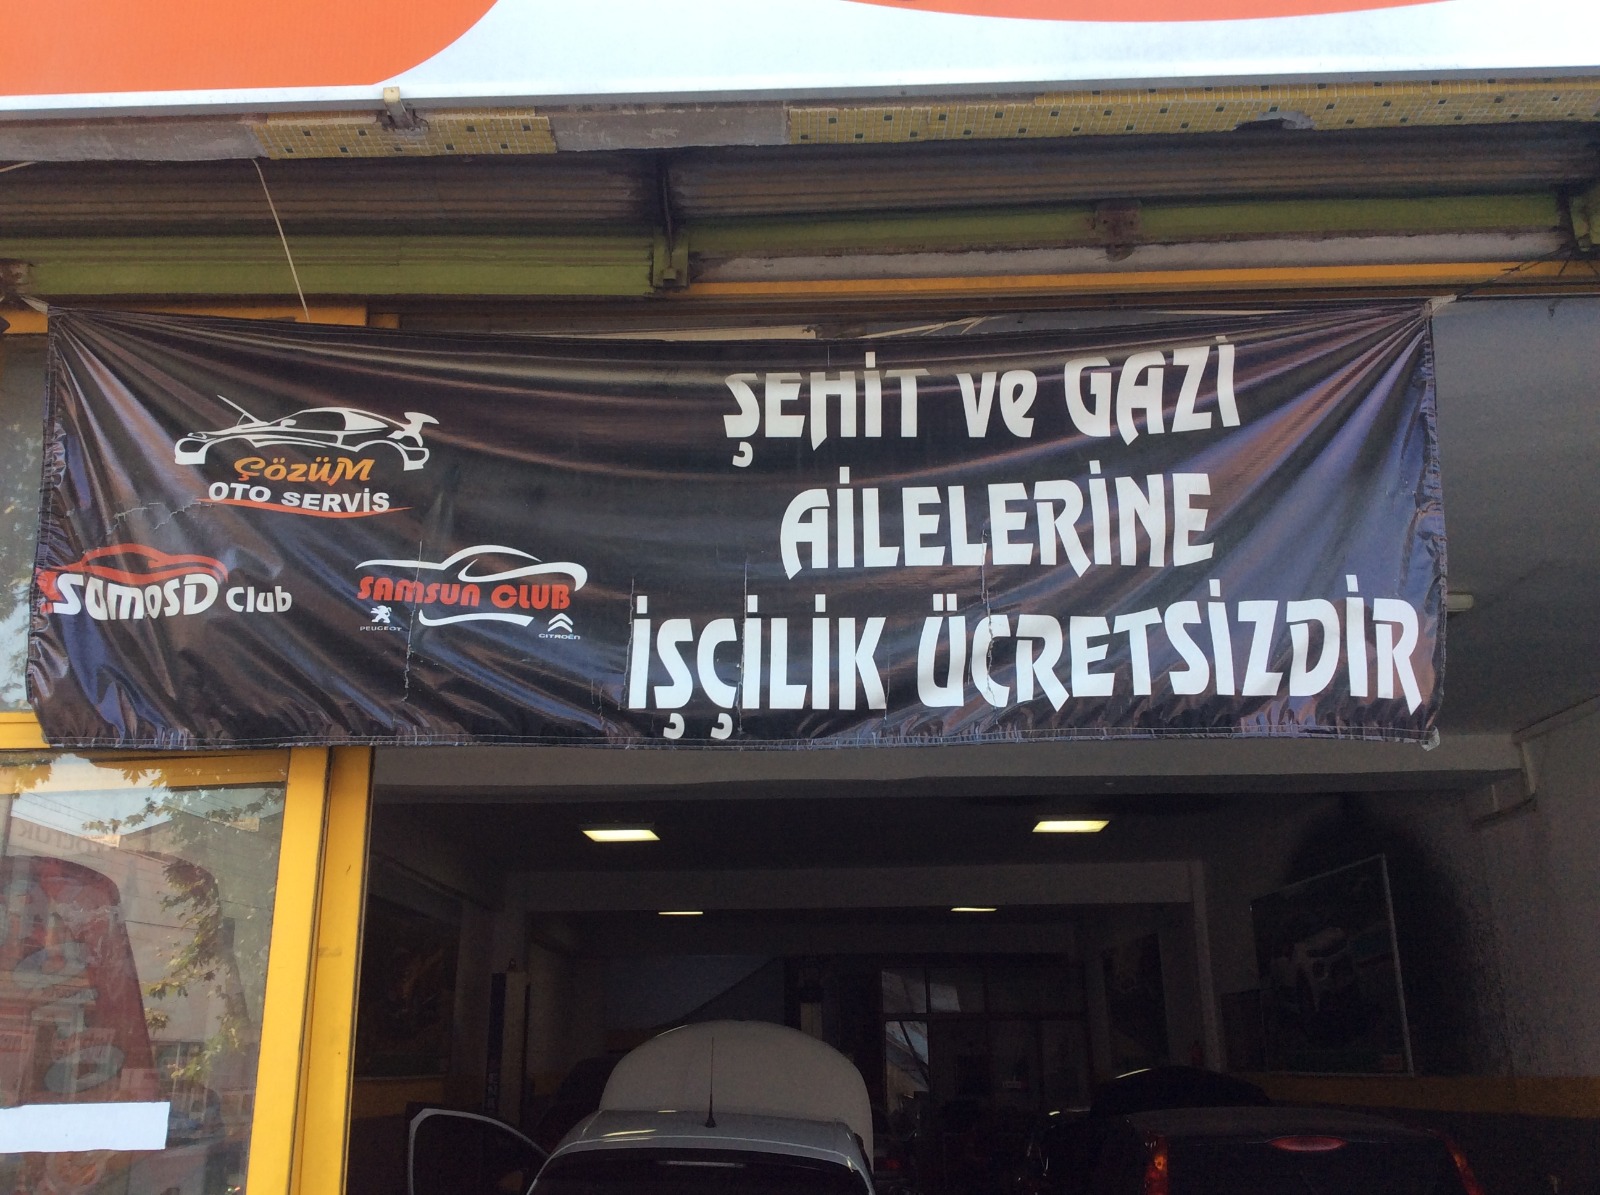 ÇÖZÜM
OTO SERVİS
SamosD Club
SAMSUN CLUB
PEUGEOT
CITROËN
ŞEHİT ve GAZİ
AİLELERİNE
İŞÇİLİK ÜCRETSİZDİR